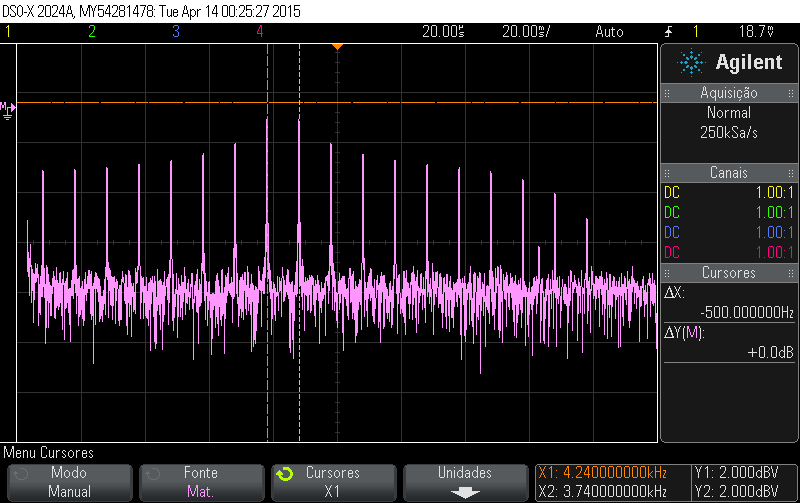 DSO-X 2024A, MY54281478: Tue Apr 14 00:25:27 2015
1 2 3 4 20.00s 20.00s/ Auto 1 18.7V
M
Agilent
Aquisição
Normal
250kSa/s
Canais
DC 1.00:1
DC 1.00:1
DC 1.00:1
DC 1.00:1
Cursores
ΔX:
-500.000000Hz
ΔY(M):
+0.0dB
Menu Cursores
Modo
Manual
Fonte
Mat.
Cursores
X1
Unidades
X1: 4.240000000kHz
X2: 3.740000000kHz
Y1: 2.000dBV
Y2: 2.000dBV